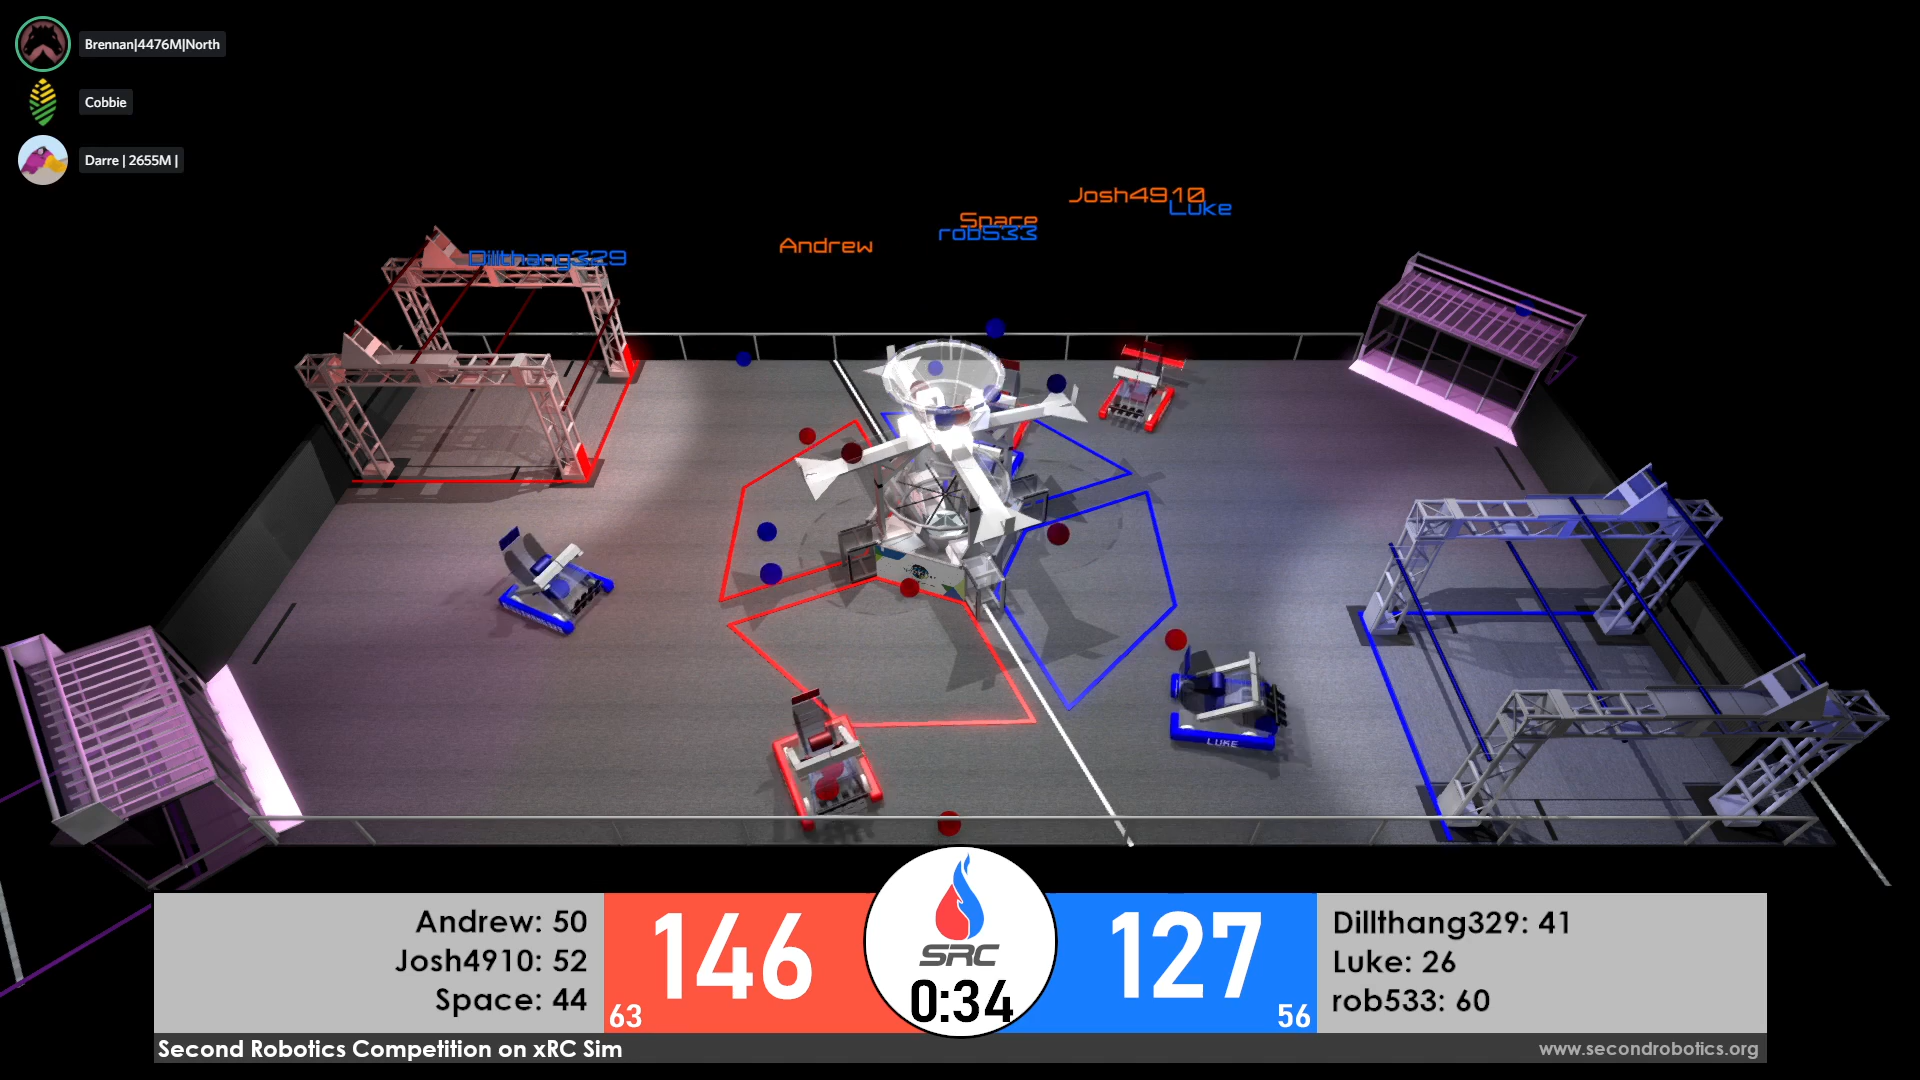 Brennan|4476M|North
Cobbie
Darre | 2655M |
Josh4910
Luke
Space
rob533
Andrew
Dillthang329
LUKE
Andrew: 50
Josh4910: 52
Space: 44
63
146
SRC
0:34
127
56
Dillthang329: 41
Luke: 26
rob533: 60
Second Robotics Competition on xRC Sim
www.secondrobotics.org